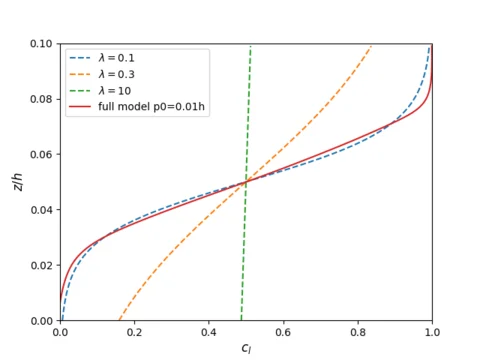 0.10
0.08
0.06
0.04
0.02
0.00
z/h
λ = 0.1
λ = 0.3
λ = 10
full model p0=0.01h
0.0 0.2 0.4 0.6 0.8 1.0
c_l